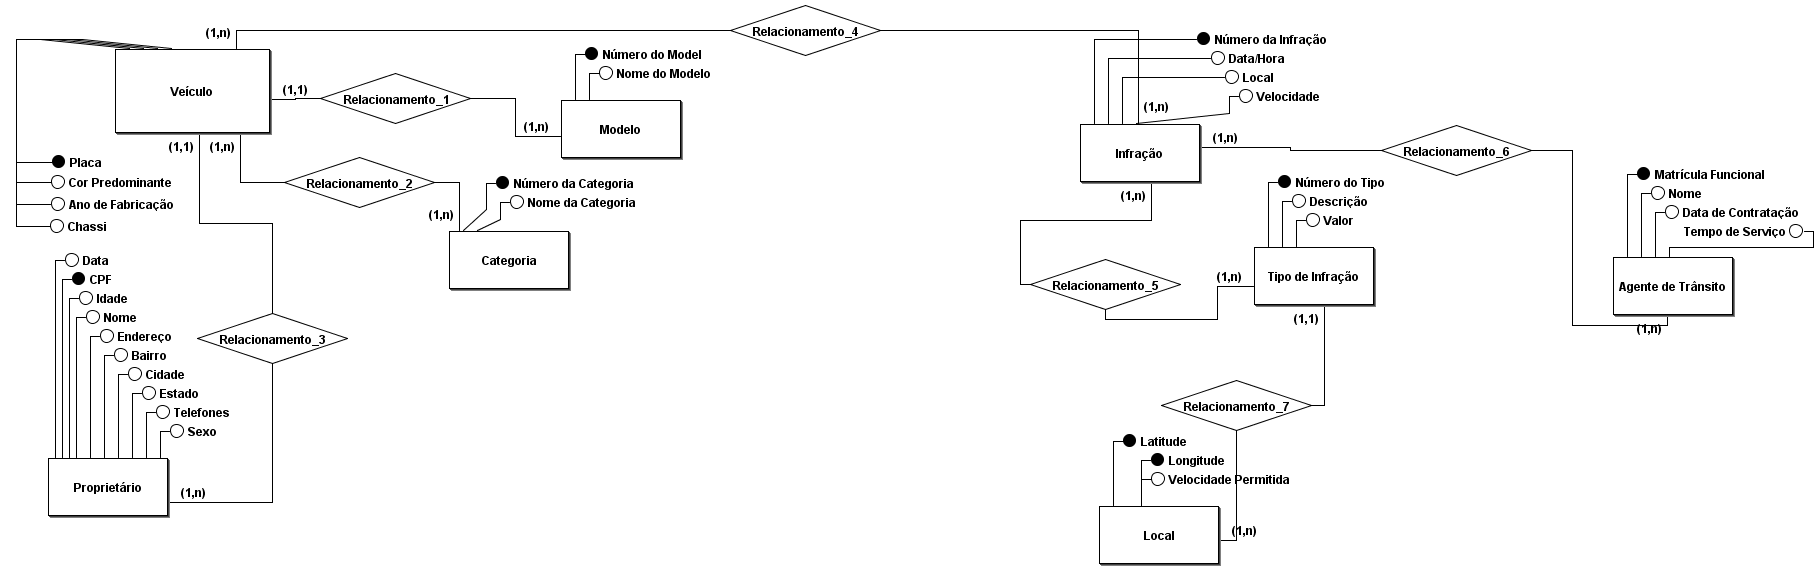 (1,n)
Relacionamento_4
Veículo
(1,1)
Relacionamento_1
(1,n)
Número do Model
Nome do Modelo
Modelo
(1,1)
(1,n)
Relacionamento_2
(1,n)
Número da Categoria
Nome da Categoria
Categoria
Placa
Cor Predominante
Ano de Fabricação
Chassi
Data
CPF
Idade
Nome
Endereço
Bairro
Cidade
Estado
Telefones
Sexo
Proprietário
(1,n)
Relacionamento_3
Número da Infração
Data/Hora
Local
Velocidade
(1,n)
Infração
(1,n)
Relacionamento_6
(1,n)
Número do Tipo
Descrição
Valor
Relacionamento_5
(1,n)
Tipo de Infração
(1,1)
Matrícula Funcional
Nome
Data de Contratação
Tempo de Serviço
Agente de Trânsito
(1,n)
Relacionamento_7
Latitude
Longitude
Velocidade Permitida
Local
(1,n)